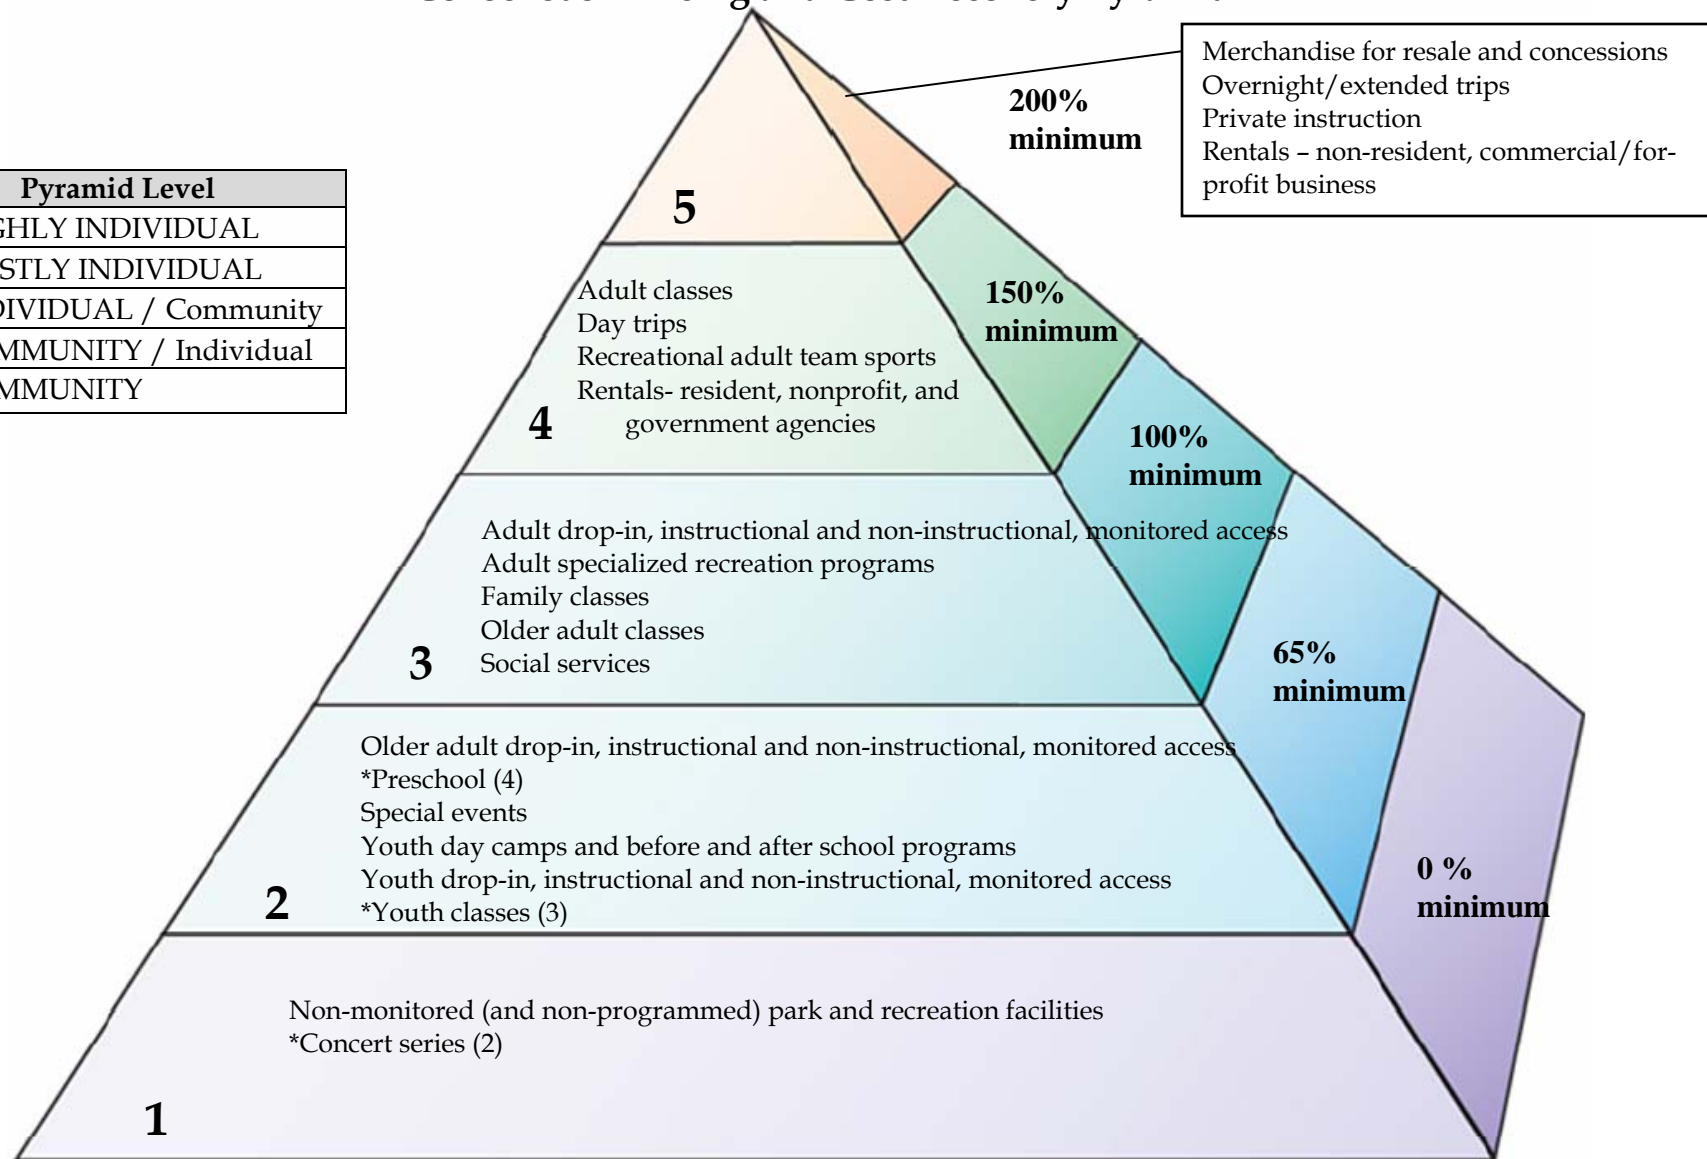 Pyramid Level
INDIVIDUAL
INDIVIDUAL
/ Community
/ Individual
Merchandise for resale and concessions
Overnight/extended trips
Private instruction
Rentals – non-resident, commercial/for-
profit business
200%
minimum
5
Adult classes
Day trips
Recreational adult team sports
Rentals- resident, nonprofit, and
government agencies
4
150%
minimum
Adult drop-in, instructional and non-instructional, monitored access
Adult specialized recreation programs
Family classes
Older adult classes
Social services
3
100%
minimum
Older adult drop-in, instructional and non-instructional, monitored access
*Preschool (4)
Special events
Youth day camps and before and after school programs
Youth drop-in, instructional and non-instructional, monitored access
*Youth classes (3)
2
65%
minimum
Non-monitored (and non-programmed) park and recreation facilities
*Concert series (2)
1
0 %
minimum